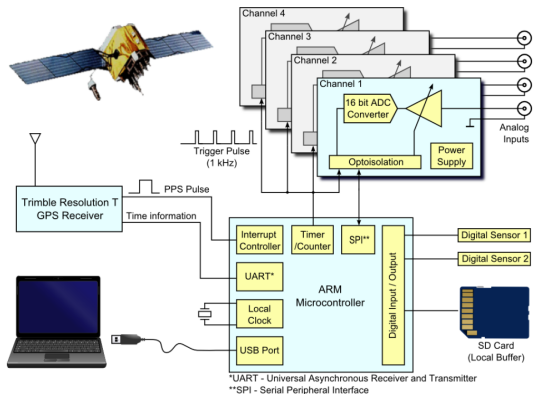 Channel 4
Channel 3
Channel 2
Channel 1
16 bit ADC
Converter
Optoisolation
Power
Supply
Analog
Inputs
Trigger Pulse
(1 kHz)
PPS Pulse
Trimble Resolution T
GPS Receiver
Time information
Interrupt
Controller
Timer
/Counter
SPI**
UART*
ARM
Microcontroller
Local
Clock
USB Port
Digital Input / Output
Digital Sensor 1
Digital Sensor 2
SD Card
(Local Buffer)
*UART - Universal Asynchronous Receiver and Transmitter
**SPI - Serial Peripheral Interface